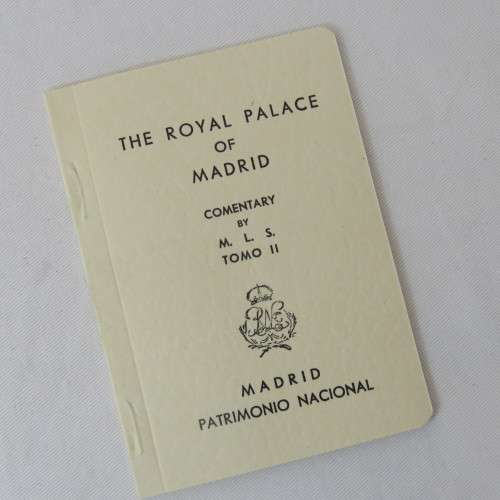 THE ROYAL PALACE
OF
MADRID
COMENTARY
BY
M. L. S.
TOMO II
MADRID
PATRIMONIO NACIONAL